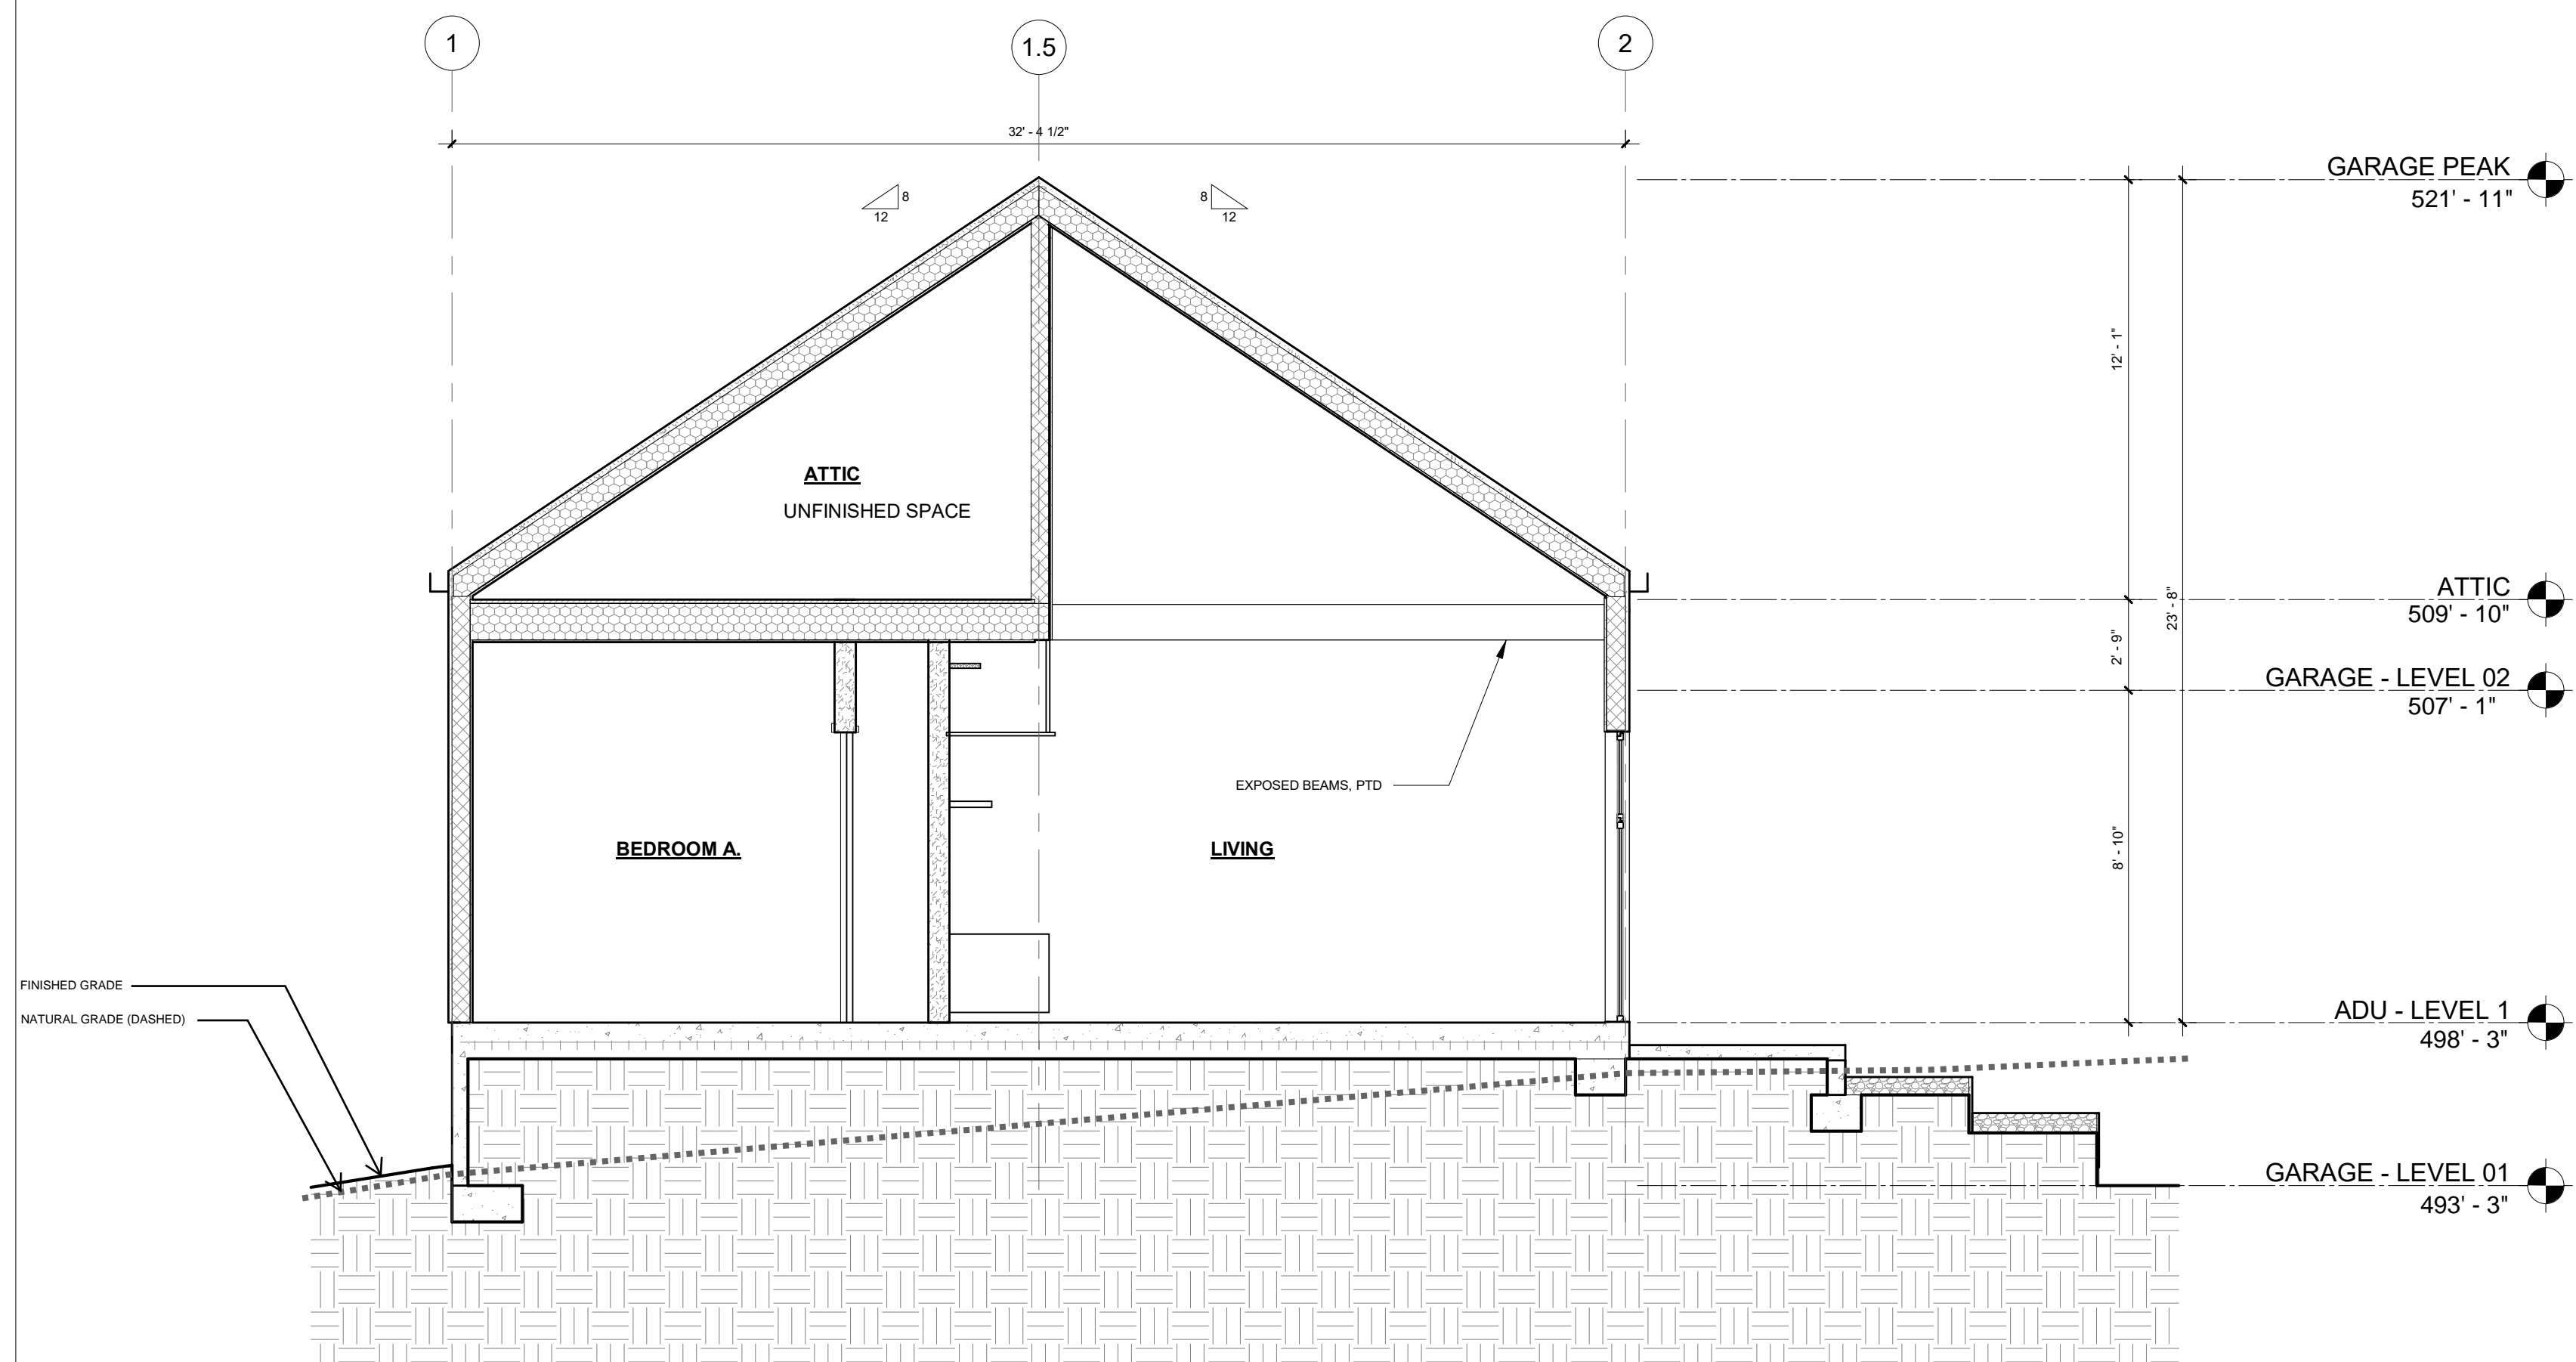 1
1.5
2
32' - 4 1/2"
GARAGE PEAK
521' - 11"
8
12
8
12
12' - 1"
ATTIC
UNFINISHED SPACE
ATTIC
509' - 10"
23' - 8"
2' - 9"
GARAGE - LEVEL 02
507' - 1"
EXPOSED BEAMS, PTD
BEDROOM A.
LIVING
8' - 10"
FINISHED GRADE
NATURAL GRADE (DASHED)
ADU - LEVEL 1
498' - 3"
GARAGE - LEVEL 01
493' - 3"